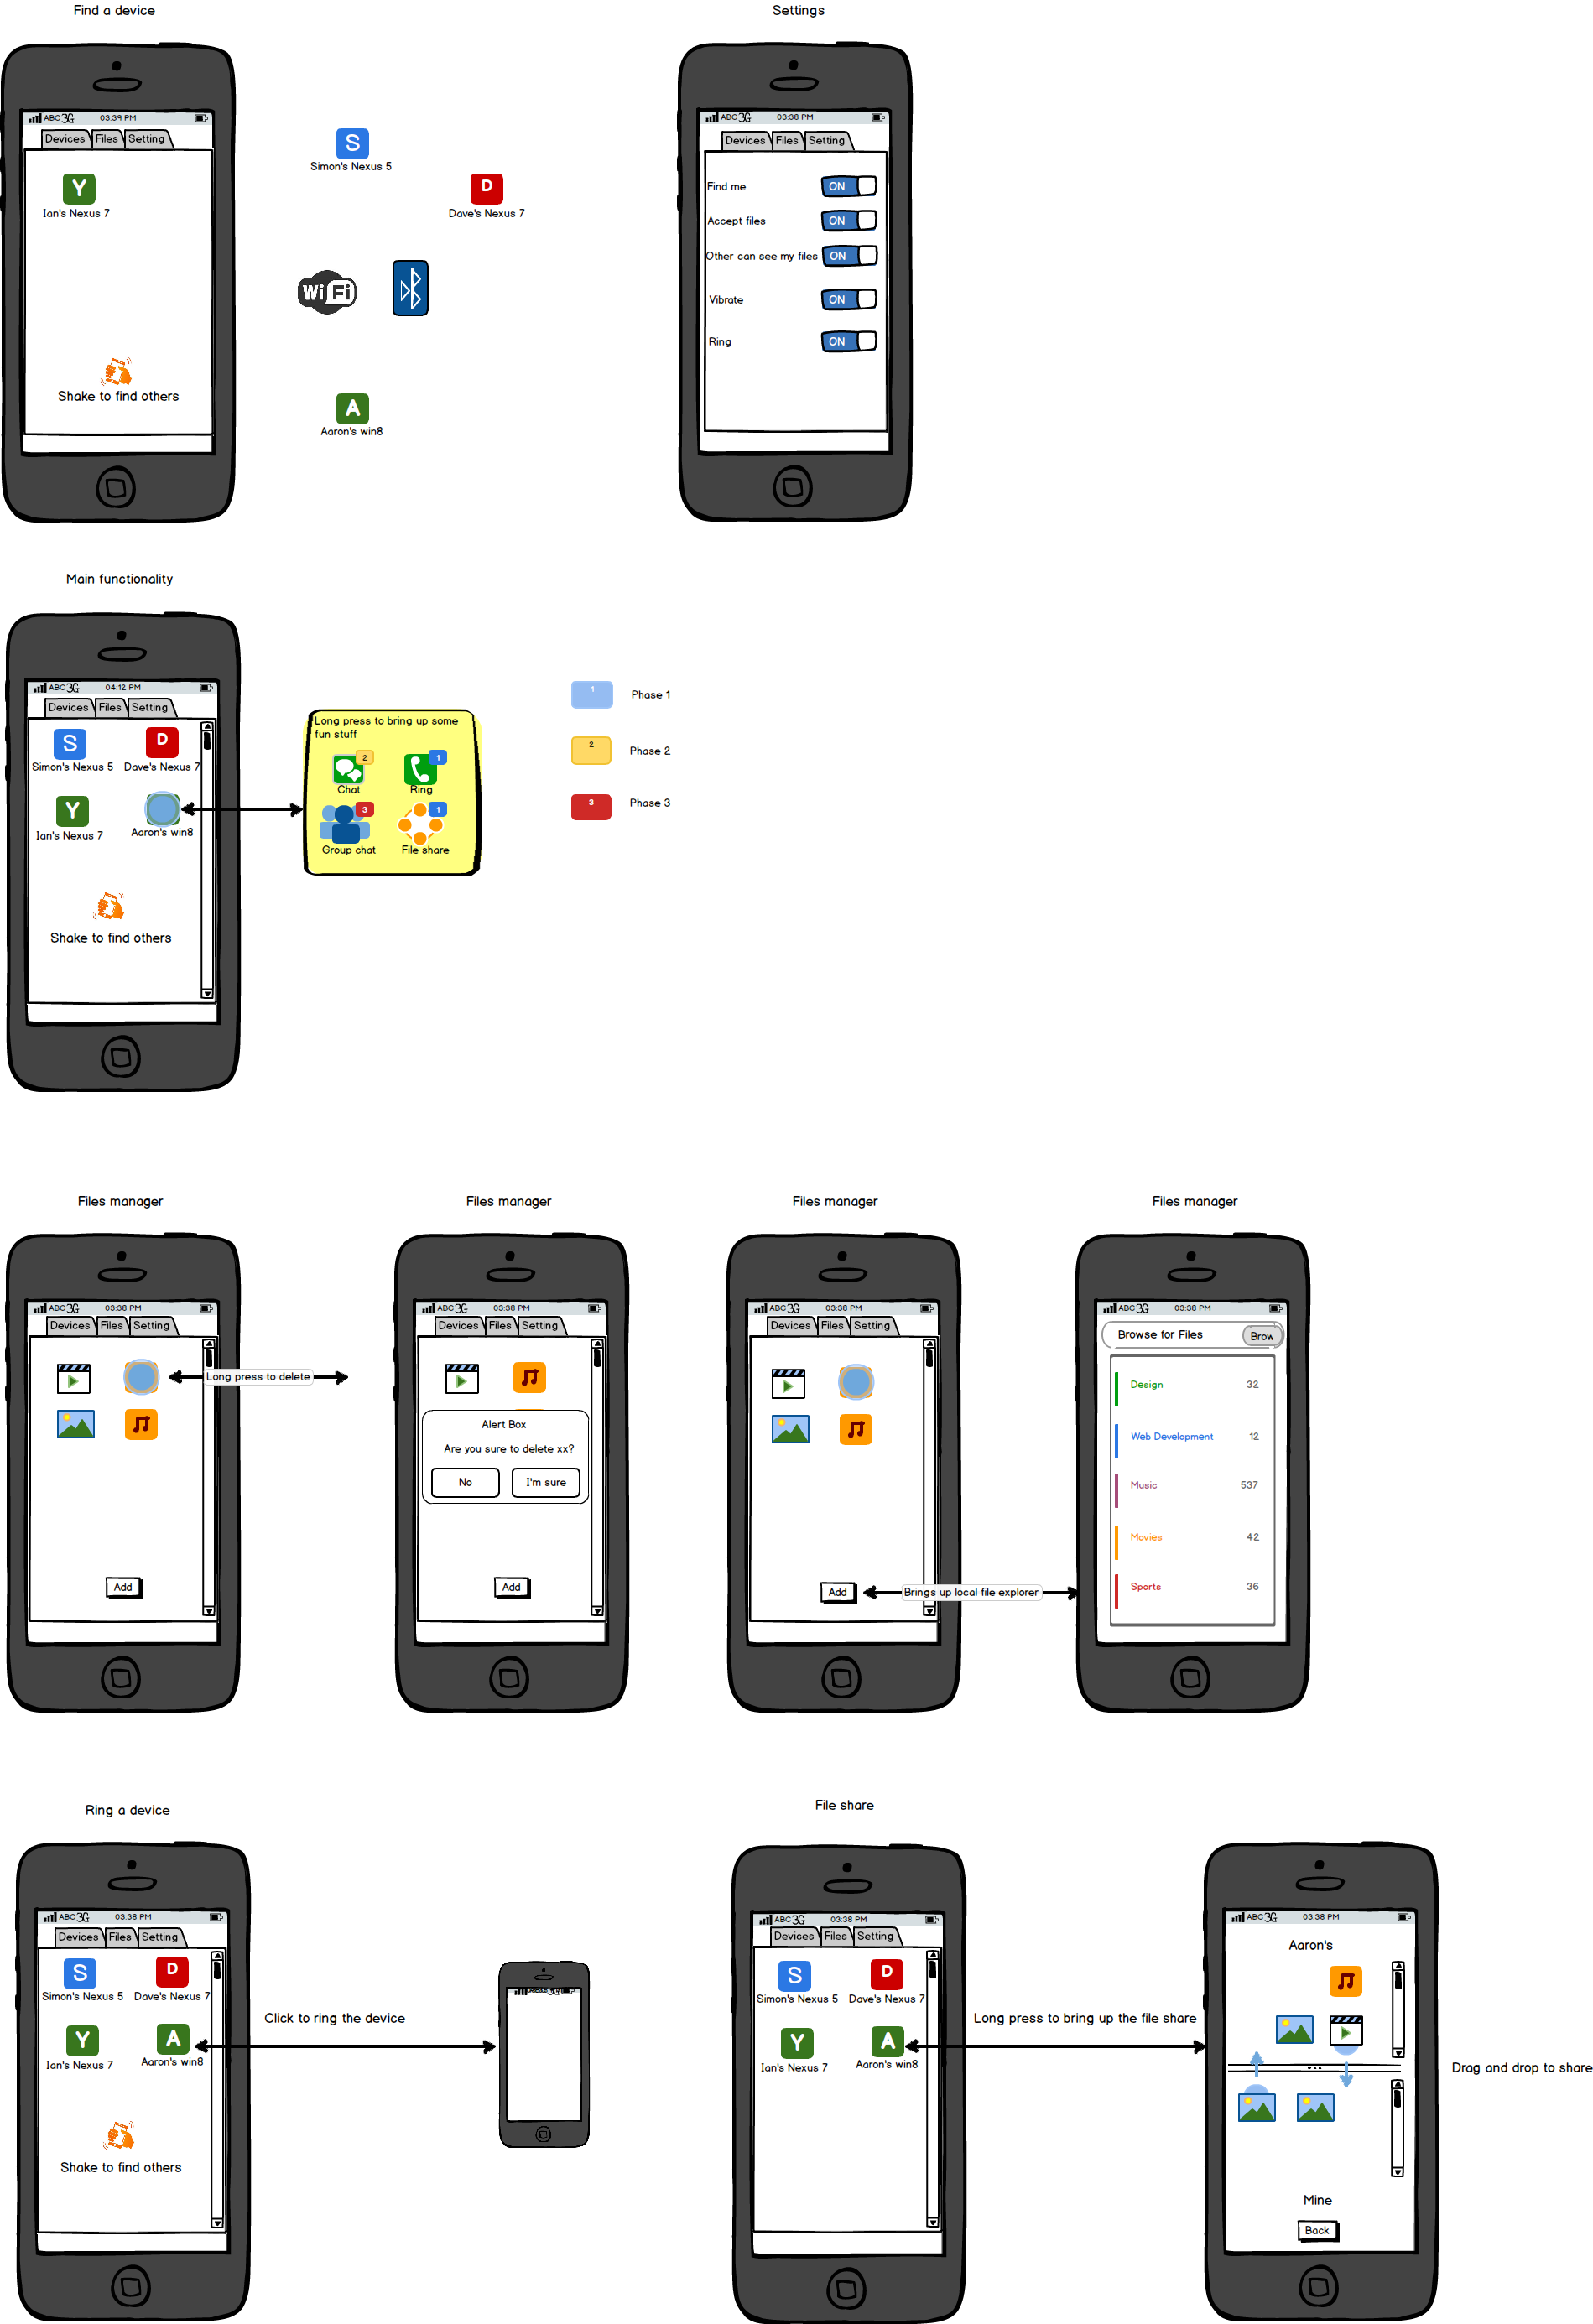 Find a device
Settings
ABC 3G 03:39 PM
Devices Files Setting
Y
Ian's Nexus 7
Shake to find others
S
Simon's Nexus 5
D
Dave's Nexus 7
Wi Fi
A
Aaron's win8
ABC 3G 03:38 PM
Devices Files Setting
Find me ON
Accept files ON
Other can see my files ON
Vibrate ON
Ring ON
Main functionality
ABC 3G 04:12 PM
Devices Files Setting
S D
Simon's Nexus 5 Dave's Nexus 7
Y
Ian's Nexus 7 Aaron's win8
Shake to find others
Long press to bring up some
fun stuff
2 1
Chat Ring
3 1
Group chat File share
1 Phase 1
2 Phase 2
3 Phase 3
Files manager
ABC 3G 03:38 PM
Devices Files Setting
Long press to delete
Add
Files manager
ABC 3G 03:38 PM
Devices Files Setting
Alert Box
Are you sure to delete xx?
No I'm sure
Add
Files manager
ABC 3G 03:38 PM
Devices Files Setting
Add
Brings up local file explorer
Files manager
ABC 3G 03:38 PM
Browse for Files Brow
Design 32
Web Development 12
Music 537
Movies 42
Sports 36
Ring a device
ABC 3G 03:38 PM
Devices Files Setting
S D
Simon's Nexus 5 Dave's Nexus 7
Y A
Ian's Nexus 7 Aaron's win8
Shake to find others
Click to ring the device
File share
ABC 3G 03:38 PM
Devices Files Setting
S D
Simon's Nexus 5 Dave's Nexus 7
Y A
Ian's Nexus 7 Aaron's win8
Long press to bring up the file share
ABC 3G 03:38 PM
Aaron's
Mine
Back
Drag and drop to share